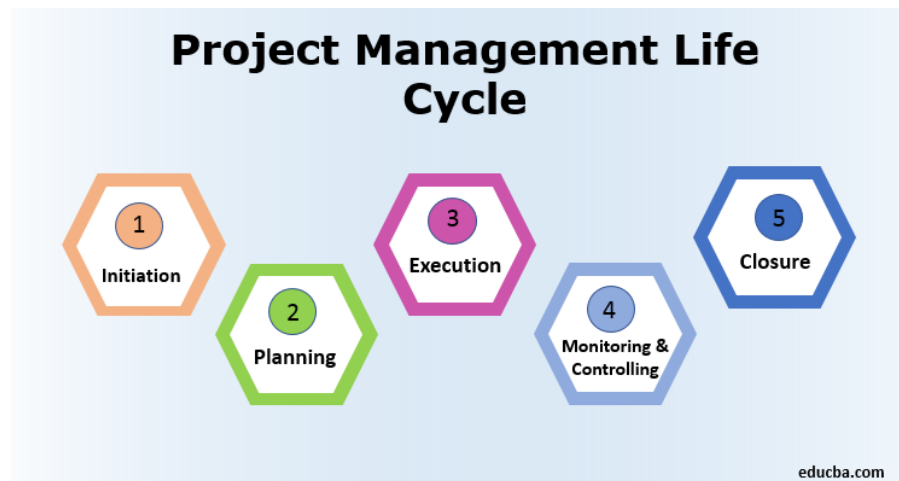 Project Management Life
Cycle
1
Initiation
2
Planning
3
Execution
4
Monitoring &
Controlling
5
Closure
educba.com